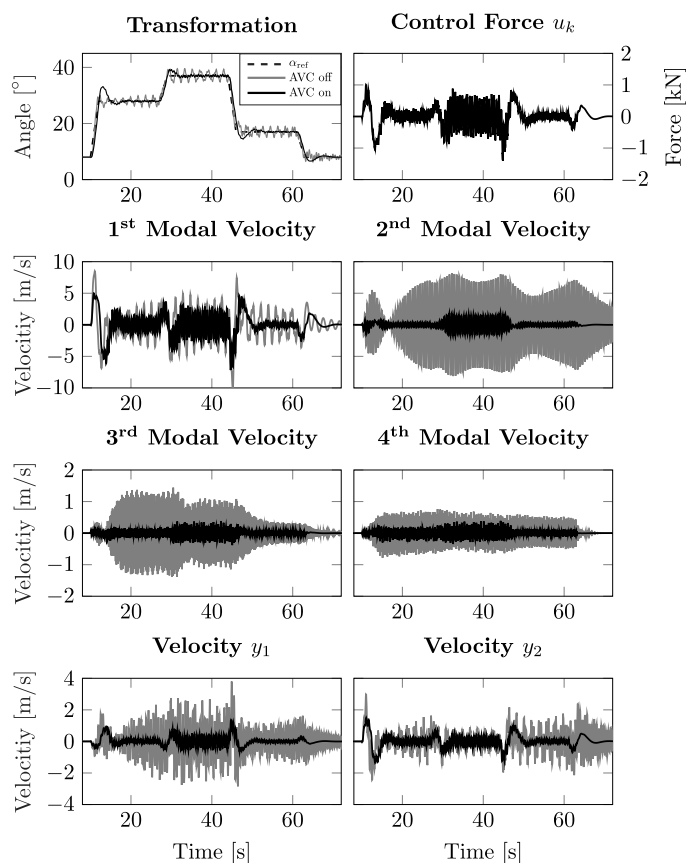 Transformation
Control Force u_k
Angle [°]
40
20
0
α_ref
AVC off
AVC on
20 40 60
2
1
0
−1
−2
Force [kN]
20 40 60
1st Modal Velocity
2nd Modal Velocity
Velocitiy [m/s]
10
5
0
−5
−10
20 40 60
20 40 60
3rd Modal Velocity
4th Modal Velocity
Velocitiy [m/s]
2
1
0
−1
−2
20 40 60
20 40 60
Velocity y1
Velocity y2
Velocitiy [m/s]
4
2
0
−2
−4
20 40 60
20 40 60
Time [s]
Time [s]